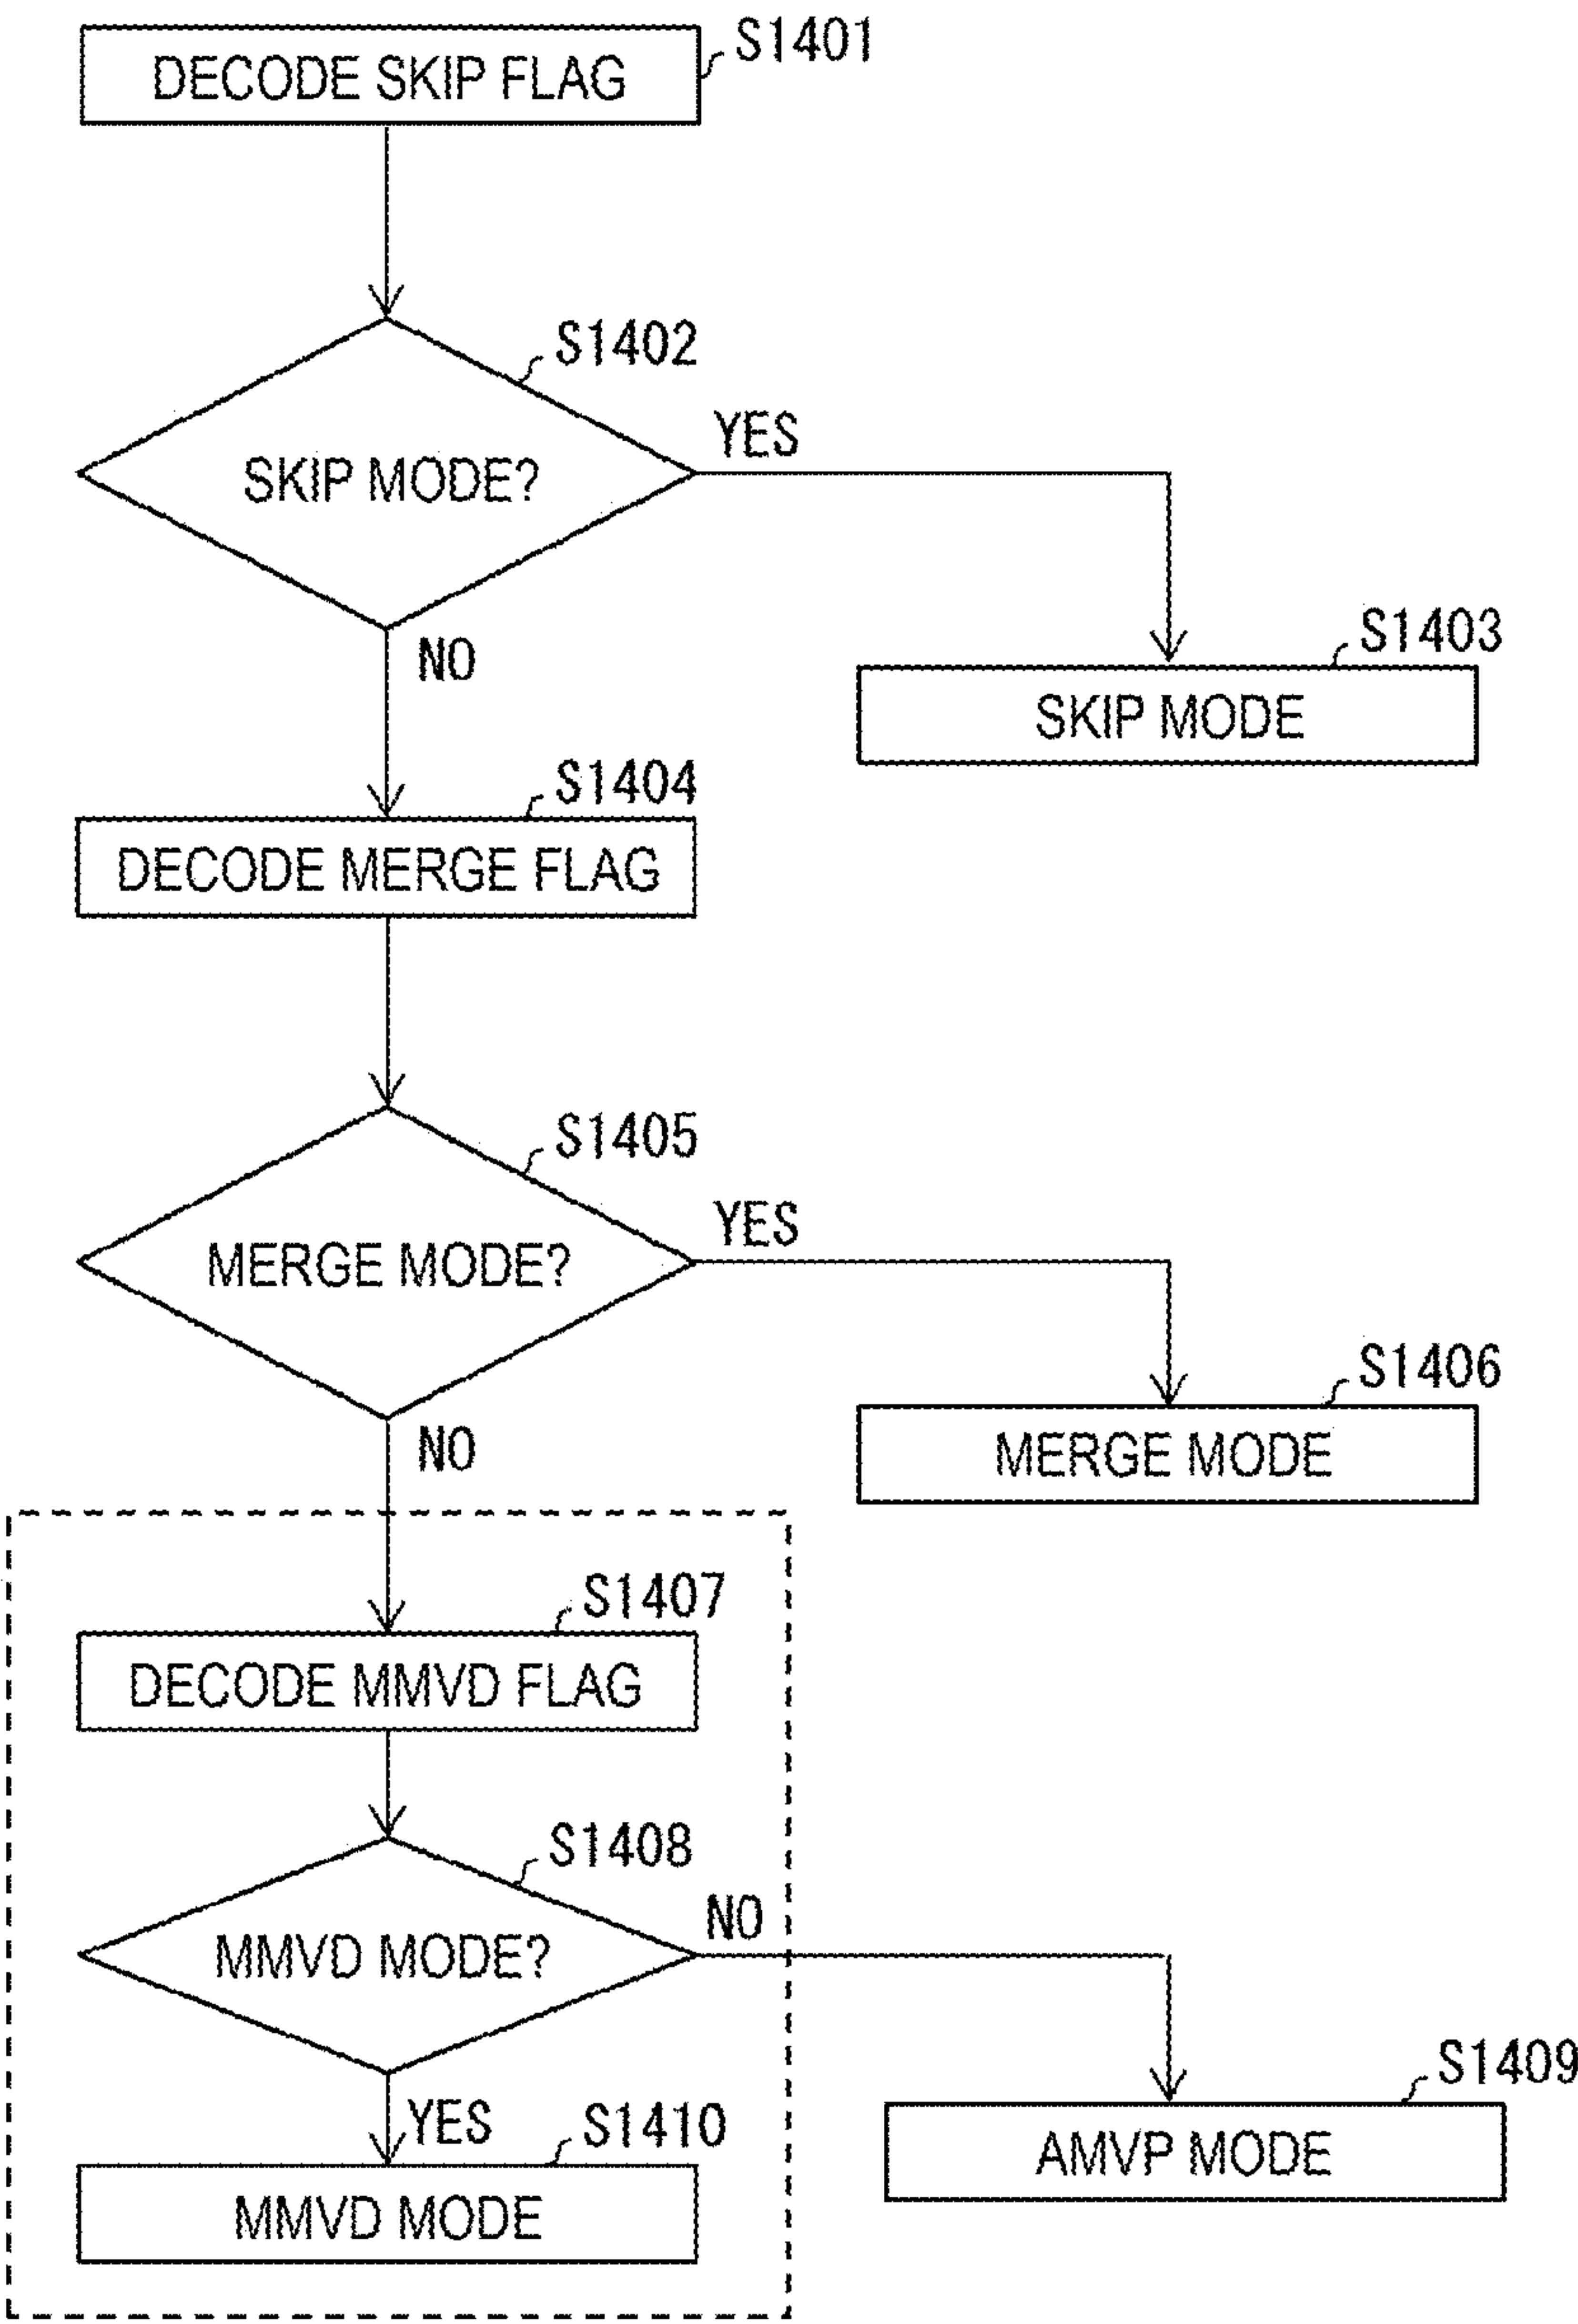 S1401
DECODE SKIP FLAG
S1402
YES
SKIP MODE?
NO
S1403
SKIP MODE
S1404
DECODE MERGE FLAG
S1405
YES
MERGE MODE?
NO
S1406
MERGE MODE
S1407
DECODE MMVD FLAG
S1408
NO
MMVD MODE?
S1409
AMVP MODE
YES
S1410
MMVD MODE